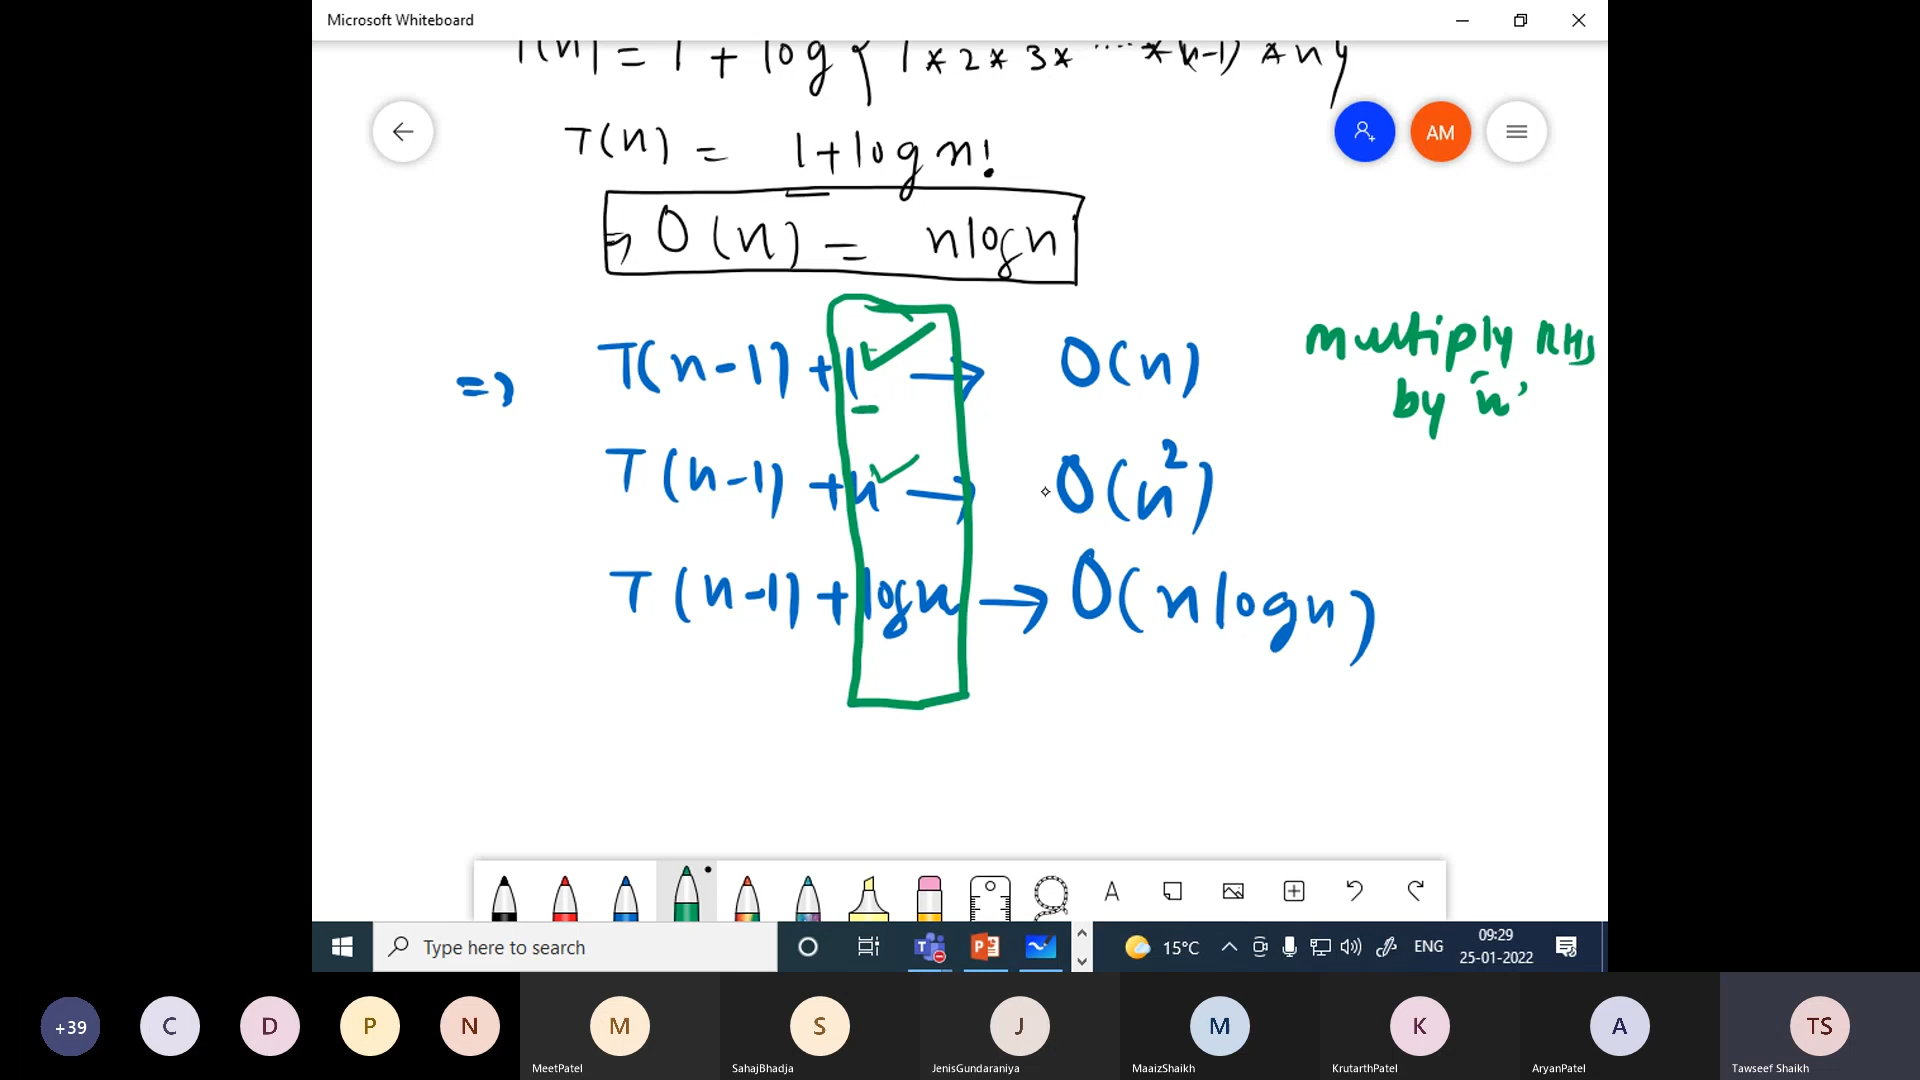 Microsoft Whiteboard
T(n) = 1 + log { 1 * 2 * 3 * .... * (n-1) * n }
T(n) = 1 + log n!
AM
=> O(n) = nlogn
=> T(n-1) + 1 → O(n)
multiply RHS
by 'n'
T(n-1) + n → O(n²)
T(n-1) + logn → O(nlogn)
A
Type here to search
15°C
ENG
09:29
25-01-2022
+39
C
D
P
N
M
S
J
M
K
A
TS
MeetPatel
SahajBhadja
JenisGundaraniya
MaaizShaikh
KrutarthPatel
AryanPatel
Tawseef Shaikh